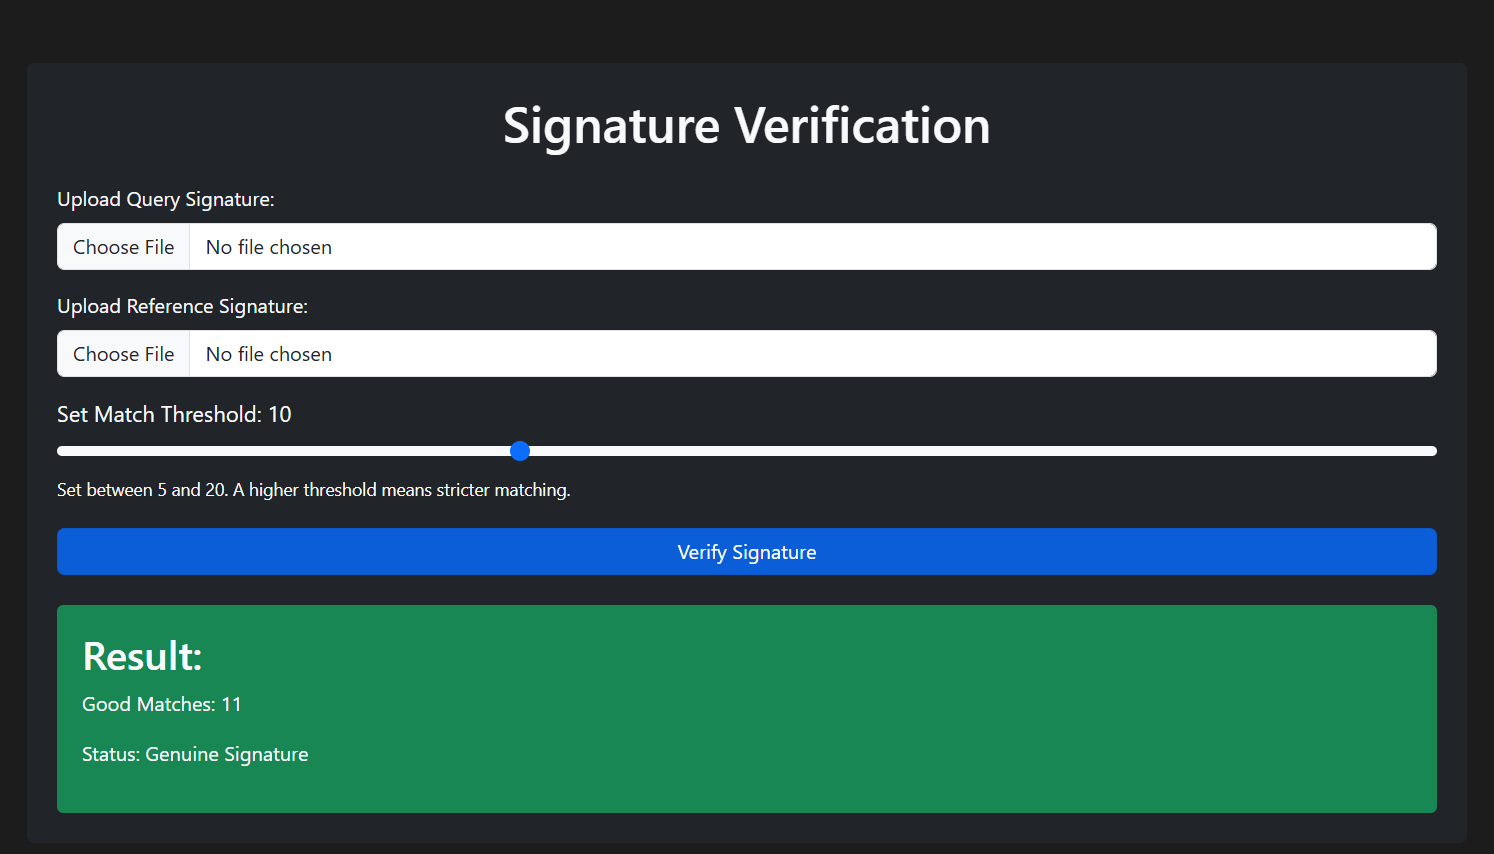 Signature Verification
Upload Query Signature:
Choose File No file chosen
Upload Reference Signature:
Choose File No file chosen
Set Match Threshold: 10
Set between 5 and 20. A higher threshold means stricter matching.
Verify Signature
Result:
Good Matches: 11
Status: Genuine Signature